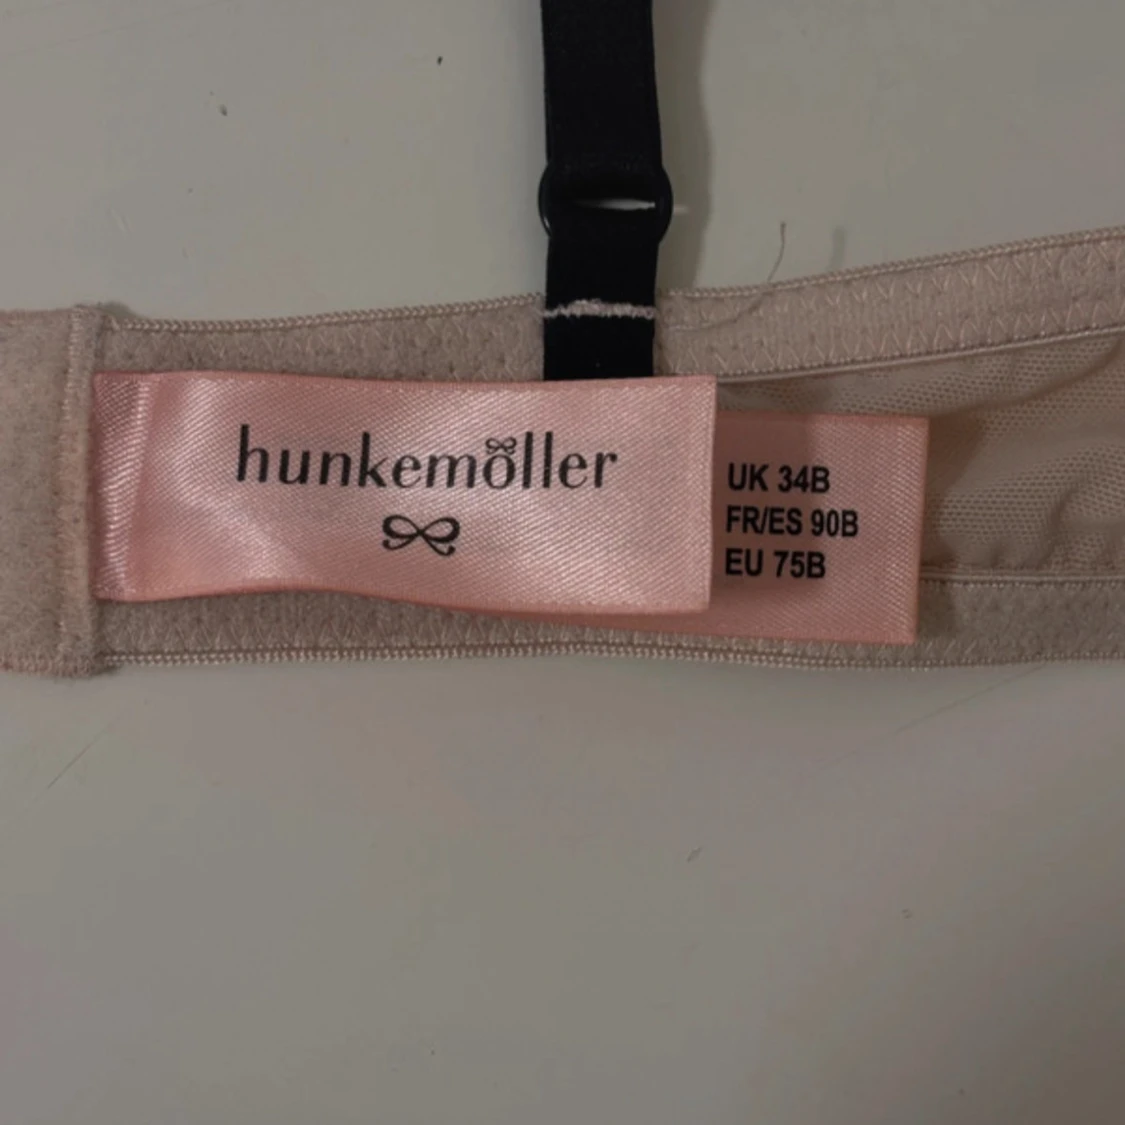 hunkemöller
UK 34B
FR/ES 90B
EU 75B